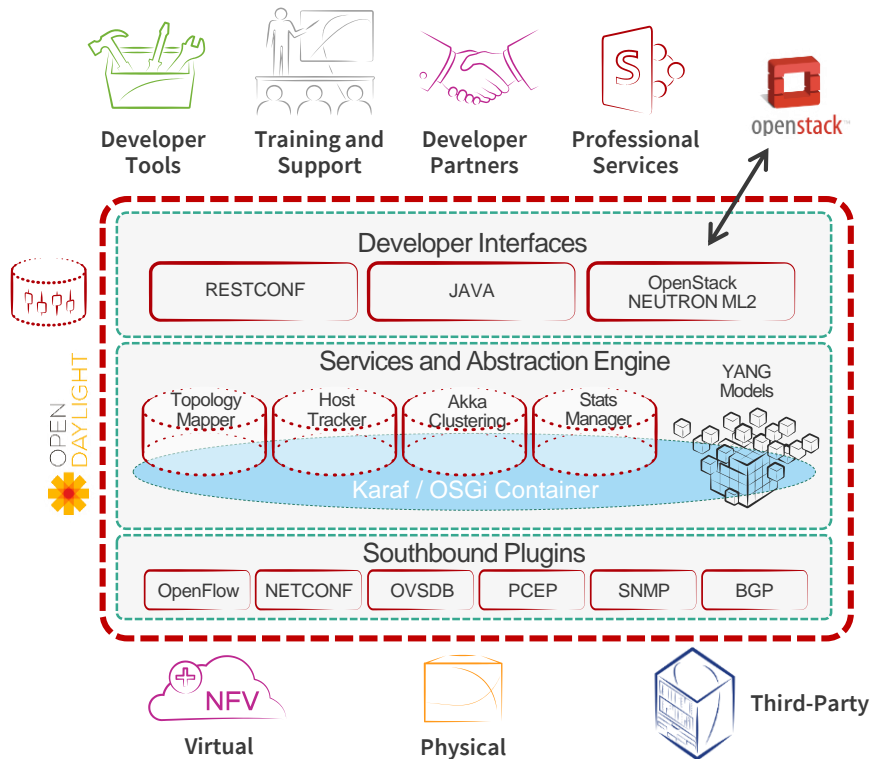 Developer
Tools
Training and
Support
Developer
Partners
S
Professional
Services
openstack™
Developer Interfaces
RESTCONF
JAVA
OpenStack
NEUTRON ML2
OPEN
DAYLIGHT
Services and Abstraction Engine
Topology
Mapper
Host
Tracker
Akka
Clustering
Stats
Manager
YANG
Models
Karaf / OSGi Container
Southbound Plugins
OpenFlow
NETCONF
OVSDB
PCEP
SNMP
BGP
NFV
Virtual
Physical
Third-Party